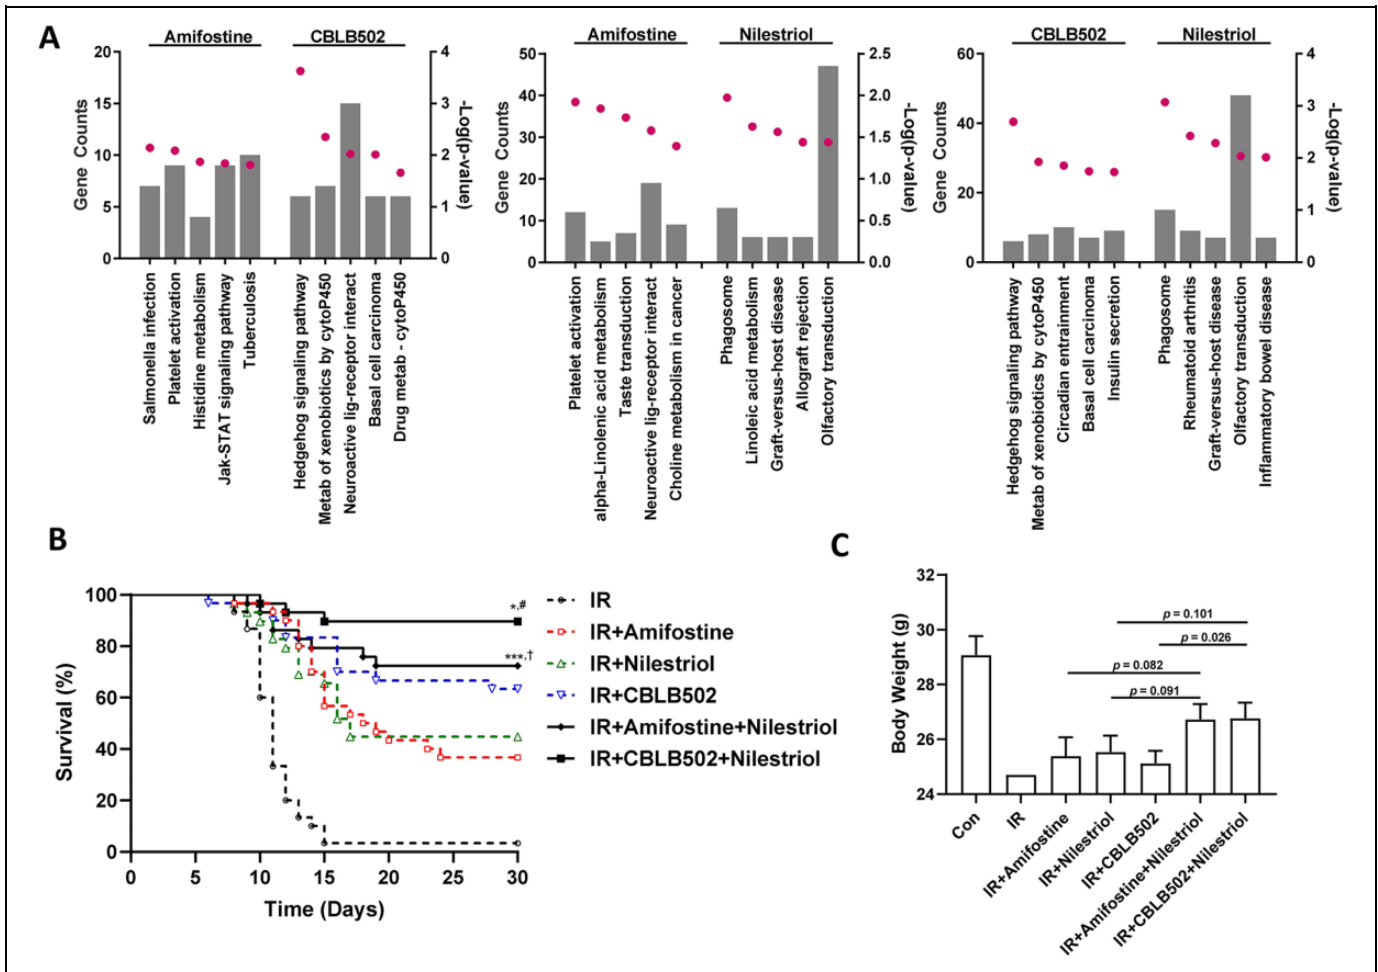 A
Amifostine
CBLB502
Gene Counts
20
15
10
5
0
4
3
2
1
0
-Log(p-value)
Salmonella infection
Platelet activation
Histidine metabolism
Jak-STAT signaling pathway
Tuberculosis
Hedgehog signaling pathway
Metab of xenobiotics by cytoP450
Neuroactive lig-receptor interact
Basal cell carcinoma
Drug metab - cytoP450
Amifostine
Nilestriol
Gene Counts
50
40
30
20
10
0
2.5
2.0
1.5
1.0
0.5
0.0
-Log(p-value)
Platelet activation
alpha-Linolenic acid metabolism
Taste transduction
Neuroactive lig-receptor interact
Choline metabolism in cancer
Phagosome
Linoleic acid metabolism
Graft-versus-host disease
Allograft rejection
Olfactory transduction
CBLB502
Nilestriol
Gene Counts
60
40
20
0
4
3
2
1
0
-Log(p-value)
Hedgehog signaling pathway
Metab of xenobiotics by cytoP450
Circadian entrainment
Basal cell carcinoma
Insulin secretion
Phagosome
Rheumatoid arthritis
Graft-versus-host disease
Olfactory transduction
Inflammatory bowel disease
B
Survival (%)
100
80
60
40
20
0
0 5 10 15 20 25 30
Time (Days)
*,#
***,†
IR
IR+Amifostine
IR+Nilestriol
IR+CBLB502
IR+Amifostine+Nilestriol
IR+CBLB502+Nilestriol
C
Body Weight (g)
32
30
28
26
24
p = 0.101
p = 0.026
p = 0.082
p = 0.091
Con
IR
IR+Amifostine
IR+Nilestriol
IR+CBLB502
IR+Amifostine+Nilestriol
IR+CBLB502+Nilestriol